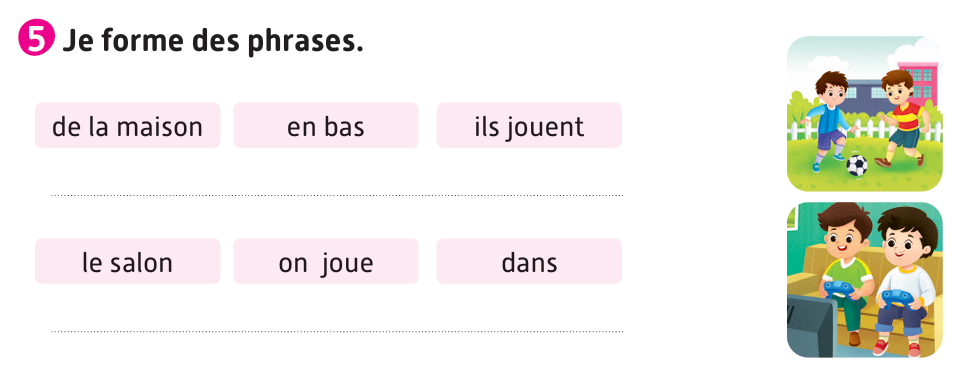 5 Je forme des phrases.
de la maison en bas ils jouent
le salon on joue dans